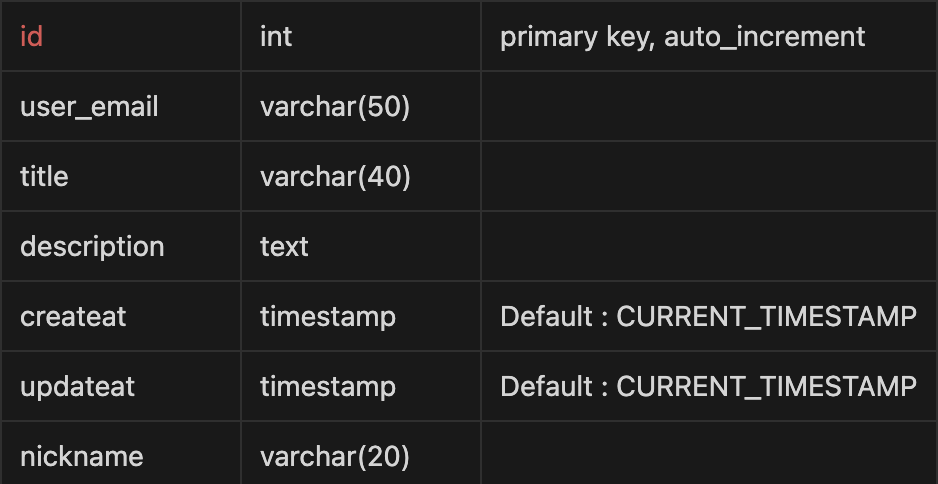 id int primary key, auto_increment
user_email varchar(50)
title varchar(40)
description text
createat timestamp Default : CURRENT_TIMESTAMP
updateat timestamp Default : CURRENT_TIMESTAMP
nickname varchar(20)